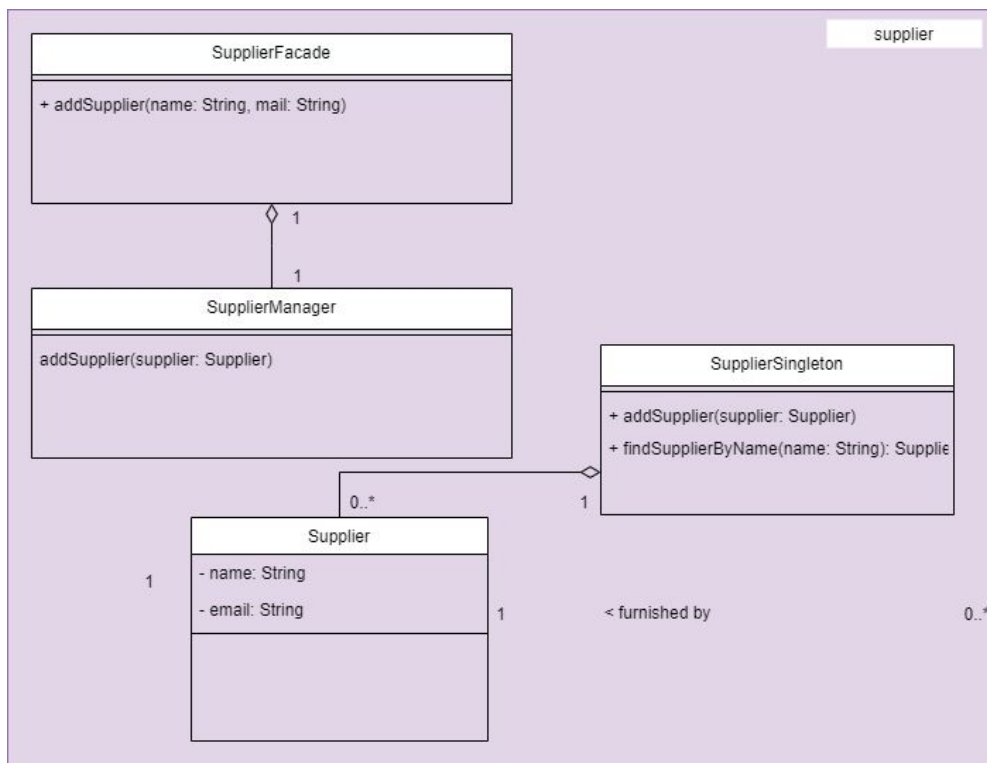 supplier
SupplierFacade
+ addSupplier(name: String, mail: String)
1
1
SupplierManager
addSupplier(supplier: Supplier)
SupplierSingleton
+ addSupplier(supplier: Supplier)
+ findSupplierByName(name: String): Supplie
0..*
1
Supplier
- name: String
- email: String
1
1
< furnished by
0..*